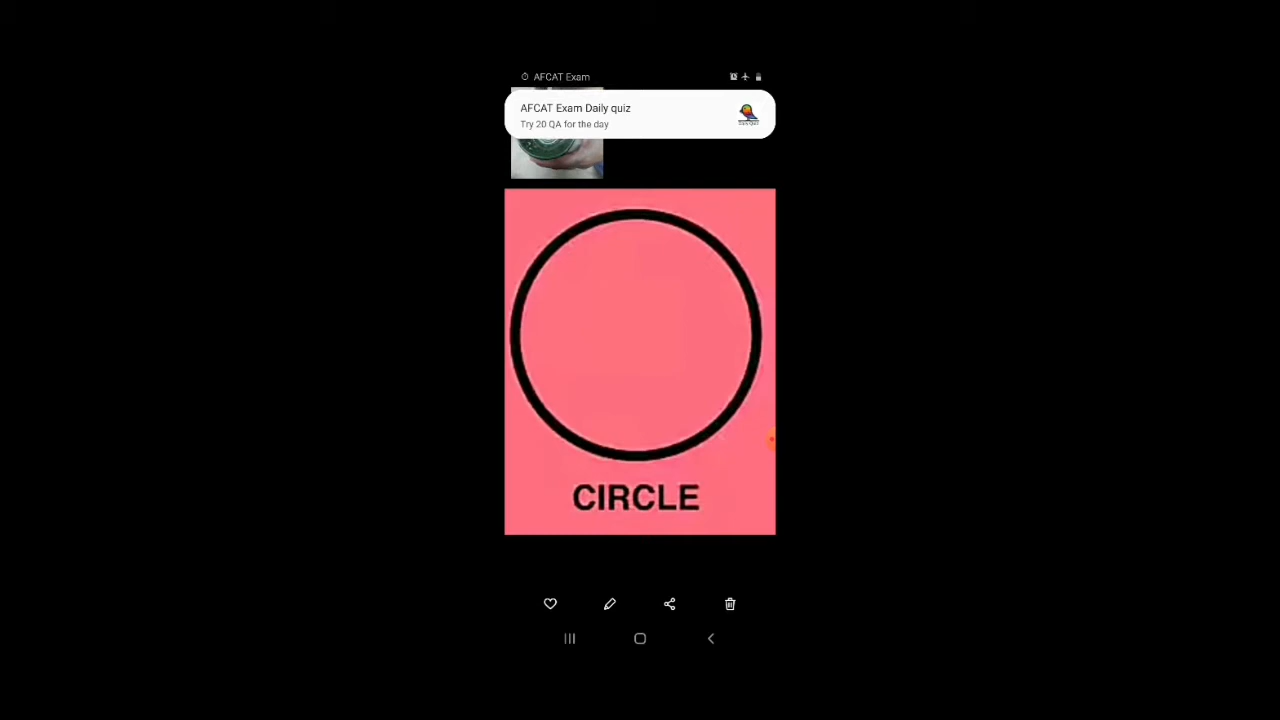 AFCAT Exam
AFCAT Exam Daily quiz
Try 20 QA for the day
CIRCLE